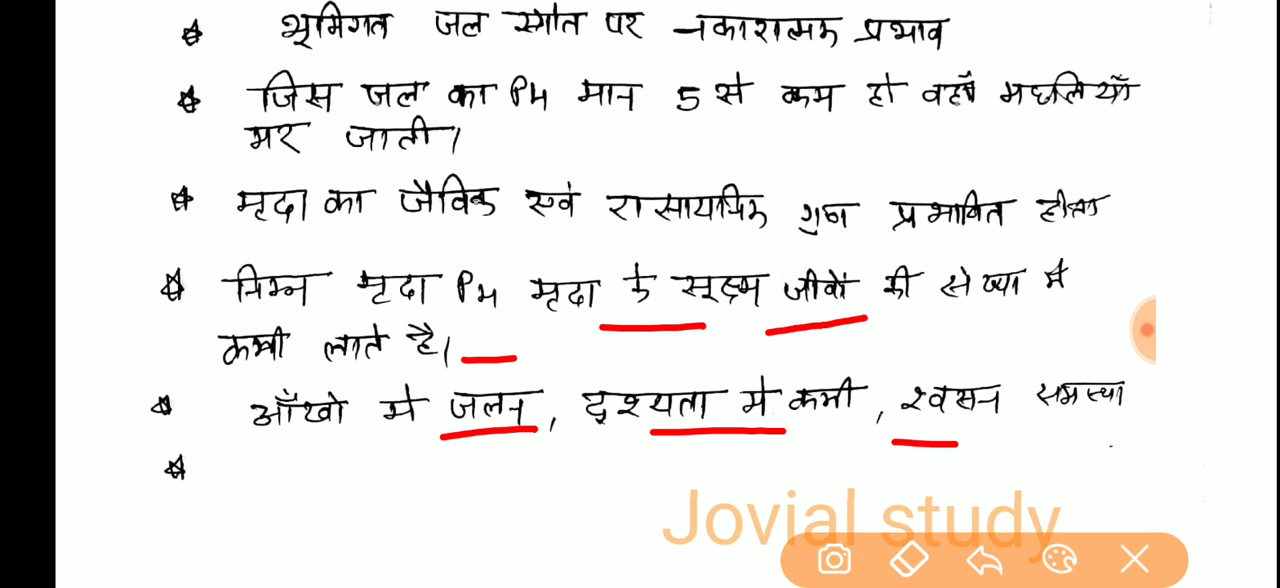 भूमिगत जल स्रोत पर नकारात्मक प्रभाव
जिस जल का PH मान 5 से कम हो वहाँ मछलियाँ
मर जाती।
मृदा का जैविक एवं रासायनिक गुण प्रभावित होता
निम्न मृदा PH मृदा के सूक्ष्म जीवों की संख्या में
कमी लाते है।
आँखो मे जलन, दृश्यता मे कमी, श्वसन समस्या
Jovial study